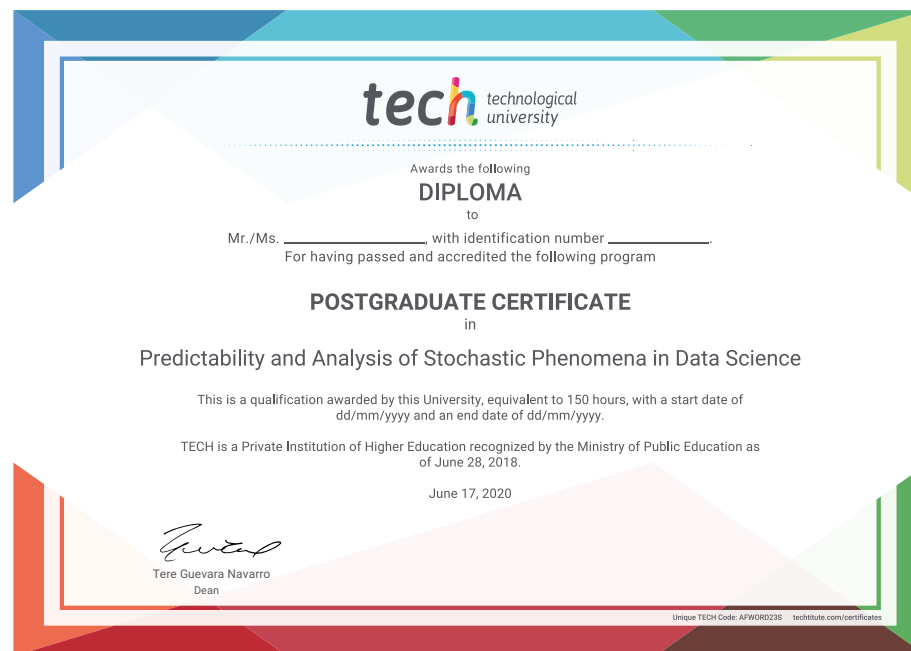 tech technological
university
Awards the following
DIPLOMA
to
Mr./Ms. ____________________, with identification number ______________.
For having passed and accredited the following program
POSTGRADUATE CERTIFICATE
in
Predictability and Analysis of Stochastic Phenomena in Data Science
This is a qualification awarded by this University, equivalent to 150 hours, with a start date of
dd/mm/yyyy and an end date of dd/mm/yyyy.
TECH is a Private Institution of Higher Education recognized by the Ministry of Public Education as
of June 28, 2018.
June 17, 2020
Tere Guevara Navarro
Dean
Unique TECH Code: AFWORD23S techtitute.com/certificates